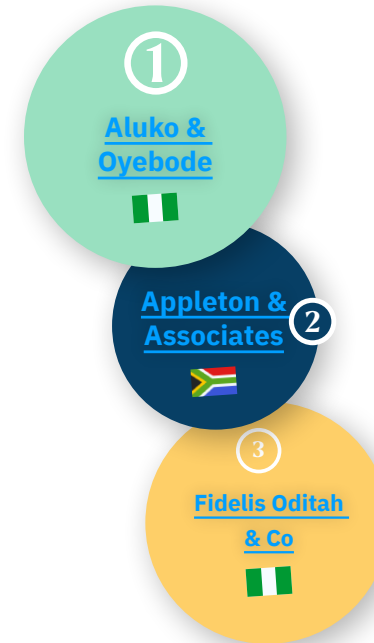 1
Aluko &
Oyebode
Appleton &
Associates
2
3
Fidelis Oditah
& Co